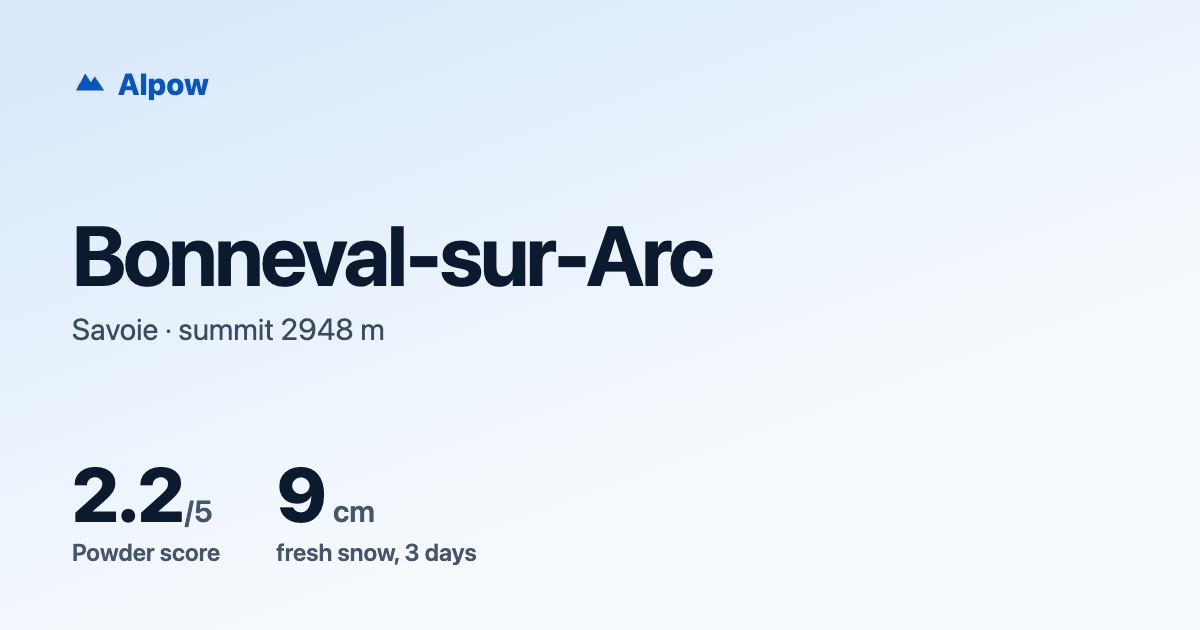 Alpow
Bonneval-sur-Arc
Savoie · summit 2948 m
2.2/5 9 cm
Powder score fresh snow, 3 days